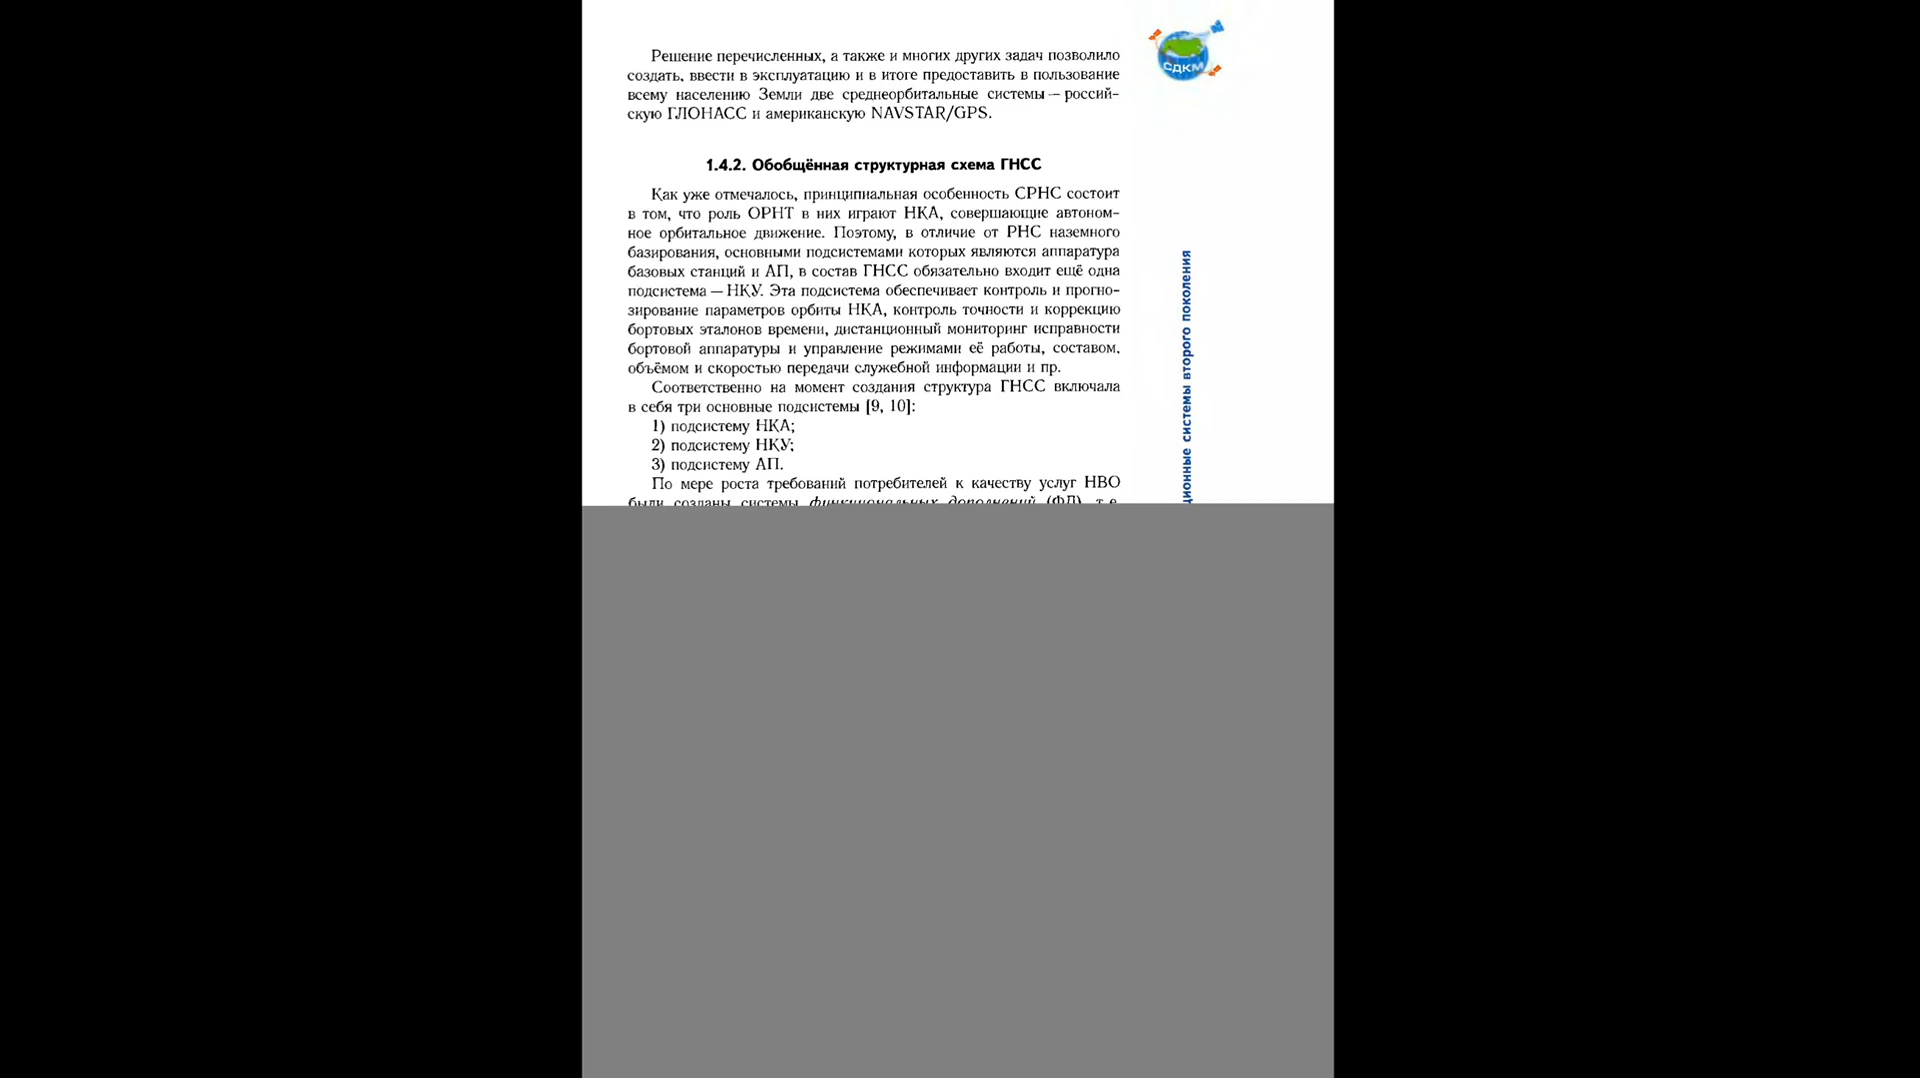 Решение перечисленных, а также и многих других задач позволило
создать, ввести в эксплуатацию и в итоге предоставить в пользование
всему населению Земли две среднеорбитальные системы — россий-
скую ГЛОНАСС и американскую NAVSTAR/GPS.
СДКМ
1.4.2. Обобщённая структурная схема ГНСС
Как уже отмечалось, принципиальная особенность СРНС состоит
в том, что роль ОРНТ в них играют НКА, совершающие автоном-
ное орбитальное движение. Поэтому, в отличие от РНС наземного
базирования, основными подсистемами которых являются аппаратура
базовых станций и АП, в состав ГНСС обязательно входит ещё одна
подсистема — НКУ. Эта подсистема обеспечивает контроль и прогно-
зирование параметров орбиты НКА, контроль точности и коррекцию
бортовых эталонов времени, дистанционный мониторинг исправности
бортовой аппаратуры и управление режимами её работы, составом,
объёмом и скоростью передачи служебной информации и пр.
Соответственно на момент создания структура ГНСС включала
в себя три основные подсистемы [9, 10]:
1) подсистему НКА;
2) подсистему НКУ;
3) подсистему АП.
По мере роста требований потребителей к качеству услуг НВО
были созданы системы функциональных дополнений (ФД), т.е.
ционные системы второго поколения